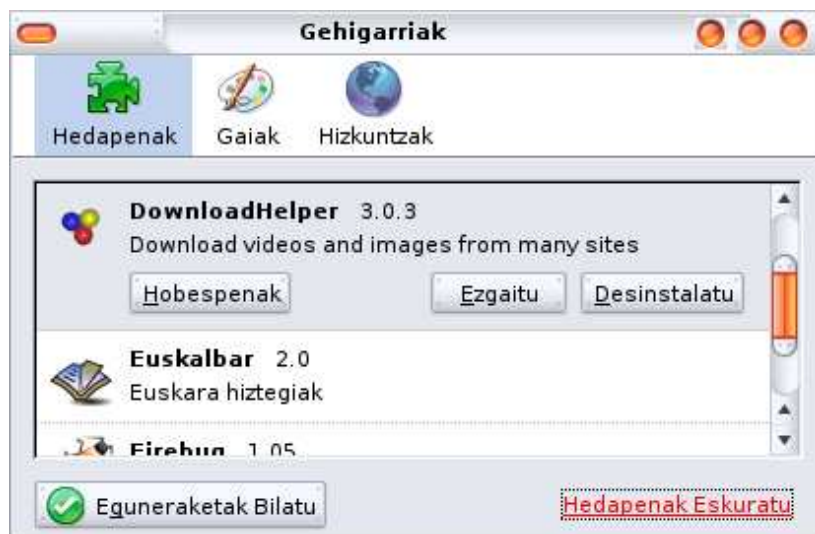 Gehigarriak
Hedapenak Gaiak Hizkuntzak
DownloadHelper 3.0.3
Download videos and images from many sites
Hobespenak Ezgaitu Desinstalatu
Euskalbar 2.0
Euskara hiztegiak
Firebug 1.05
Eguneraketak Bilatu Hedapenak Eskuratu